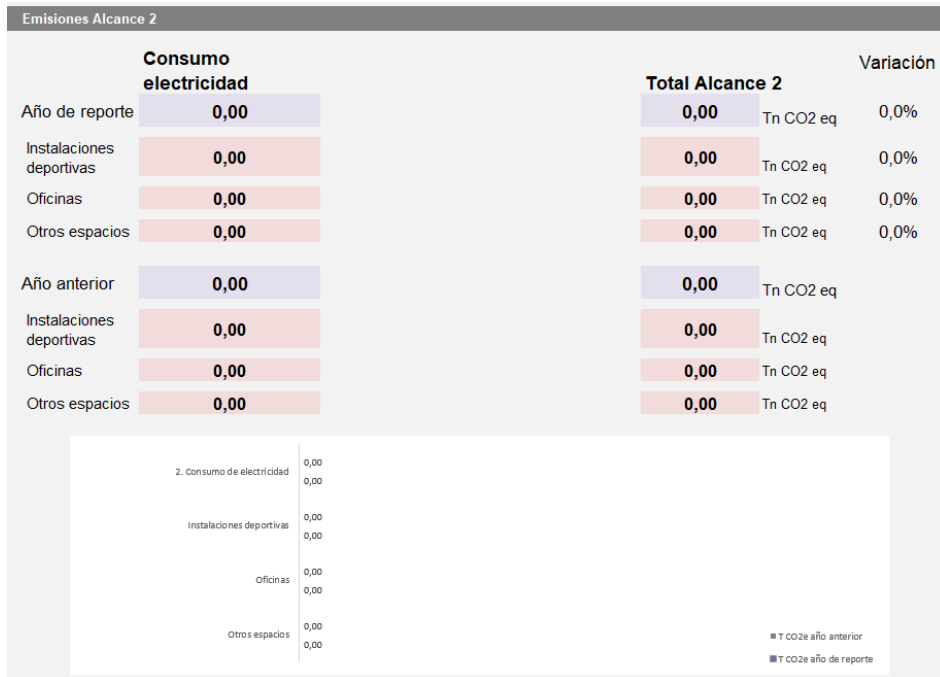 Emisiones Alcance 2
Consumo
electricidad
Total Alcance 2
Variación
Año de reporte 0,00 0,00 Tn CO2 eq 0,0%
Instalaciones
deportivas 0,00 0,00 Tn CO2 eq 0,0%
Oficinas 0,00 0,00 Tn CO2 eq 0,0%
Otros espacios 0,00 0,00 Tn CO2 eq 0,0%
Año anterior 0,00 0,00 Tn CO2 eq
Instalaciones
deportivas 0,00 0,00 Tn CO2 eq
Oficinas 0,00 0,00 Tn CO2 eq
Otros espacios 0,00 0,00 Tn CO2 eq
2. Consumo de electricidad 0,00
0,00
Instalaciones deportivas 0,00
0,00
Oficinas 0,00
0,00
Otros espacios 0,00
0,00
T CO2e año anterior
T CO2e año de reporte